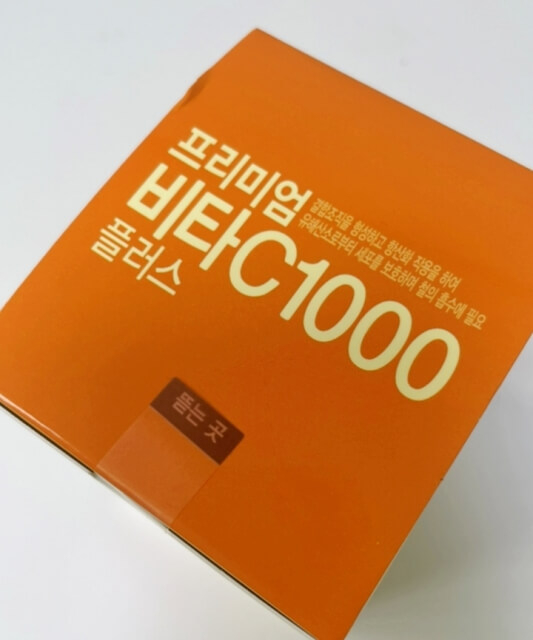 프리미엄
비타C1000
플러스
결합조직을 형성하고 항산화 작용을 하여
유해산소로부터 세포를 보호하며 철의 흡수에 필요
뜯는 곳